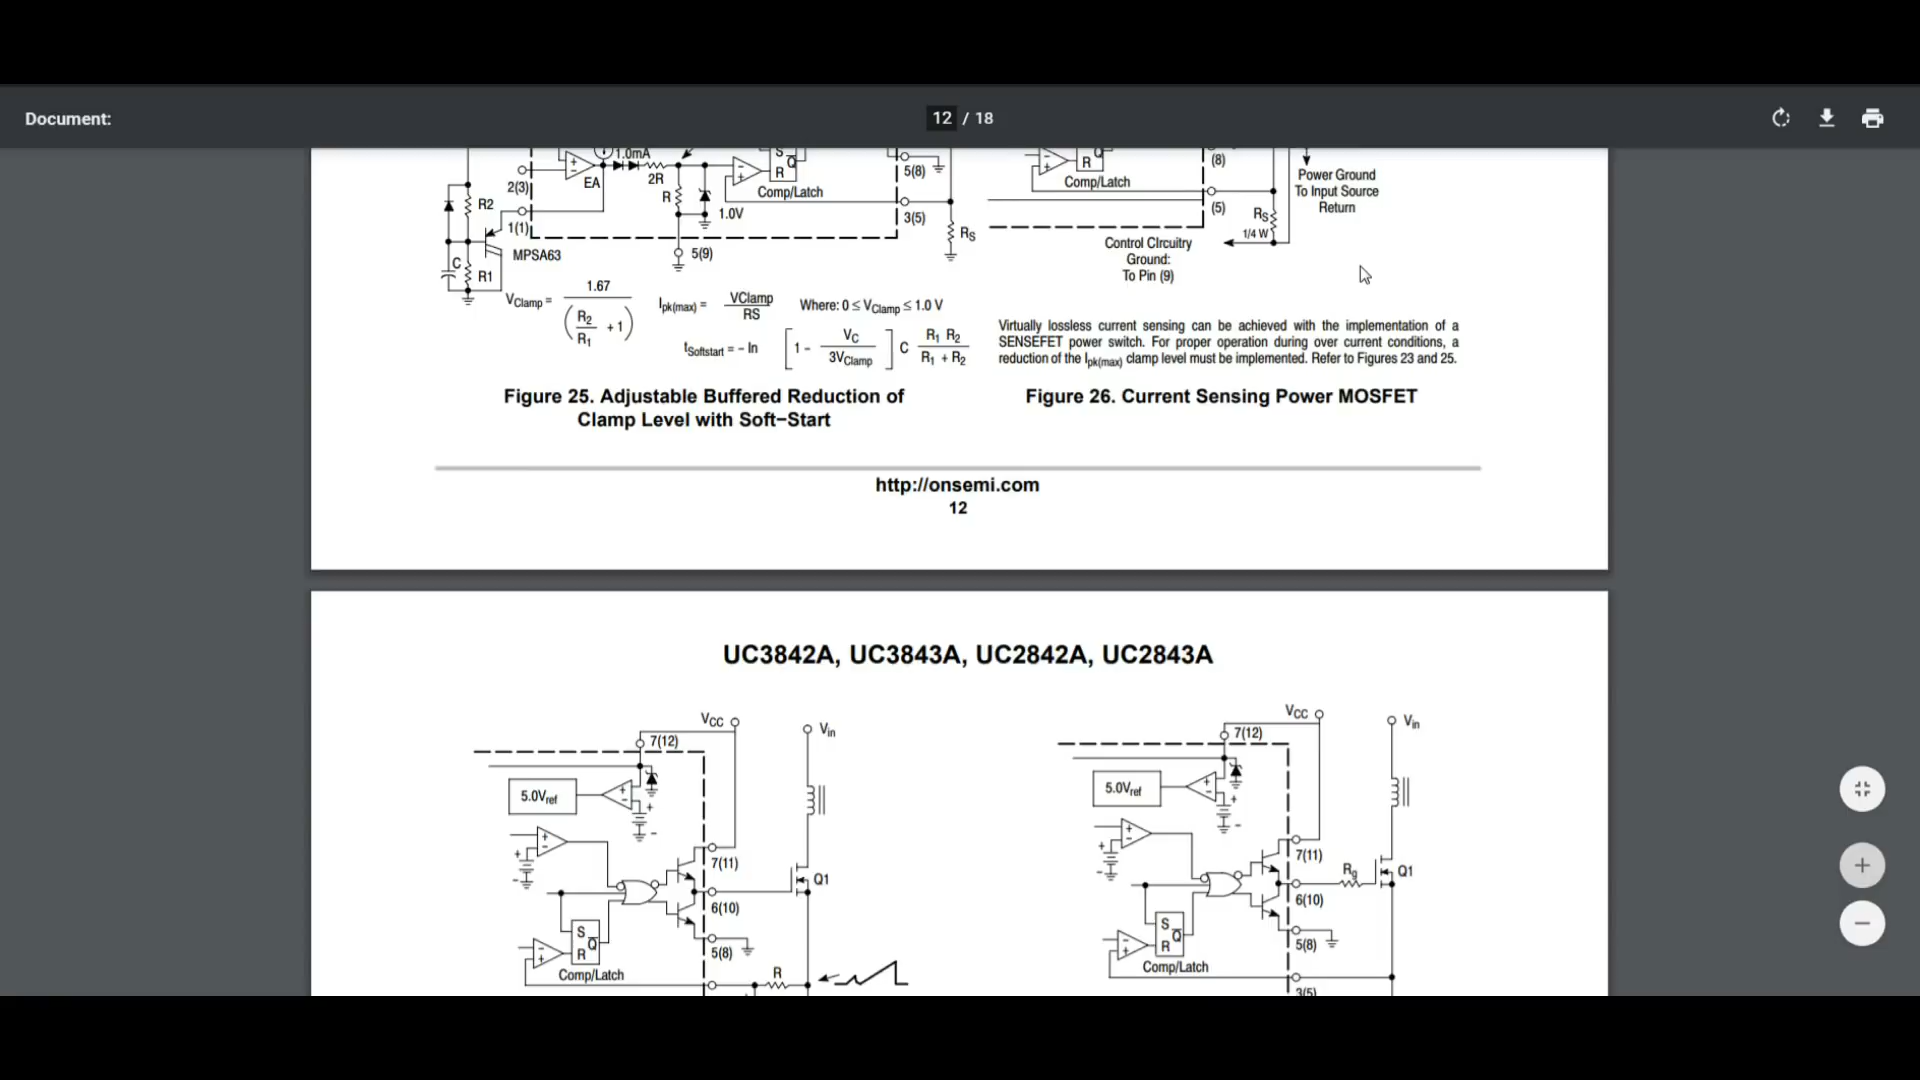 Document:
12 / 18
1.0mA
S
Q
R
5(8)
EA
2R
Comp/Latch
2(3)
R2
R
1.0V
3(5)
1(1)
RS
MPSA63
5(9)
C
R1
VClamp = 1.67 / ( R2 / R1 + 1 )
Ipk(max) = VClamp / RS
Where: 0 ≤ VClamp ≤ 1.0 V
tSoftstart = - In [ 1 - VC / 3VClamp ] C R1 R2 / R1 + R2
Figure 25. Adjustable Buffered Reduction of
Clamp Level with Soft−Start
Q
R
(8)
Comp/Latch
Power Ground
To Input Source
Return
(5)
RS
1/4 W
Control CIrcuitry
Ground:
To Pin (9)
Virtually lossless current sensing can be achieved with the implementation of a
SENSEFET power switch. For proper operation during over current conditions, a
reduction of the Ipk(max) clamp level must be implemented. Refer to Figures 23 and 25.
Figure 26. Current Sensing Power MOSFET
http://onsemi.com
12
UC3842A, UC3843A, UC2842A, UC2843A
VCC
Vin
7(12)
5.0Vref
7(11)
Q1
6(10)
S
Q
R
5(8)
Comp/Latch
R
VCC
Vin
7(12)
5.0Vref
7(11)
Rg
Q1
6(10)
S
Q
R
5(8)
Comp/Latch
3(5)